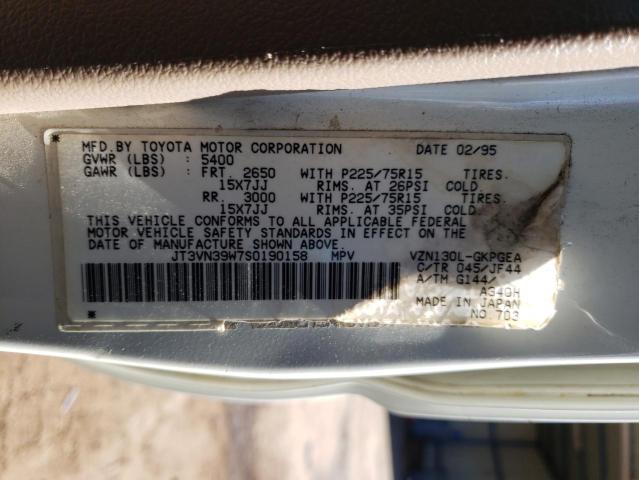 MFD.BY TOYOTA MOTOR CORPORATION DATE 02/95
GVWR (LBS) : 5400
GAWR (LBS) : FRT. 2650 WITH P225/75R15 TIRES.
15X7JJ RIMS. AT 26PSI COLD.
RR. 3000 WITH P225/75R15 TIRES.
15X7JJ RIMS. AT 35PSI COLD.
THIS VEHICLE CONFORMS TO ALL APPLICABLE FEDERAL
MOTOR VEHICLE SAFETY STANDARDS IN EFFECT ON THE
DATE OF MANUFACTURE SHOWN ABOVE.
JT3VN39W7S0190158 MPV VZN130L-GKPGEA
C/TR 045/JF44
A/TM G144/
A340H
MADE IN JAPAN
NO.703